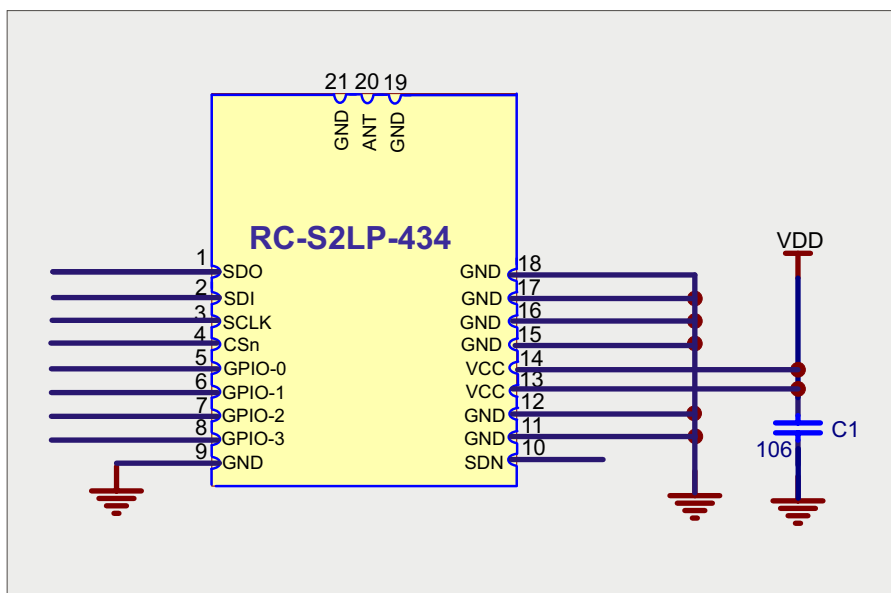 21 20 19
GND ANT GND
RC-S2LP-434
VDD
1 SDO
2 SDI
3 SCLK
4 CSn
5 GPIO-0
6 GPIO-1
7 GPIO-2
8 GPIO-3
9 GND
GND 18
GND 17
GND 16
GND 15
VCC 14
VCC 13
GND 12
GND 11
SDN 10
C1
106